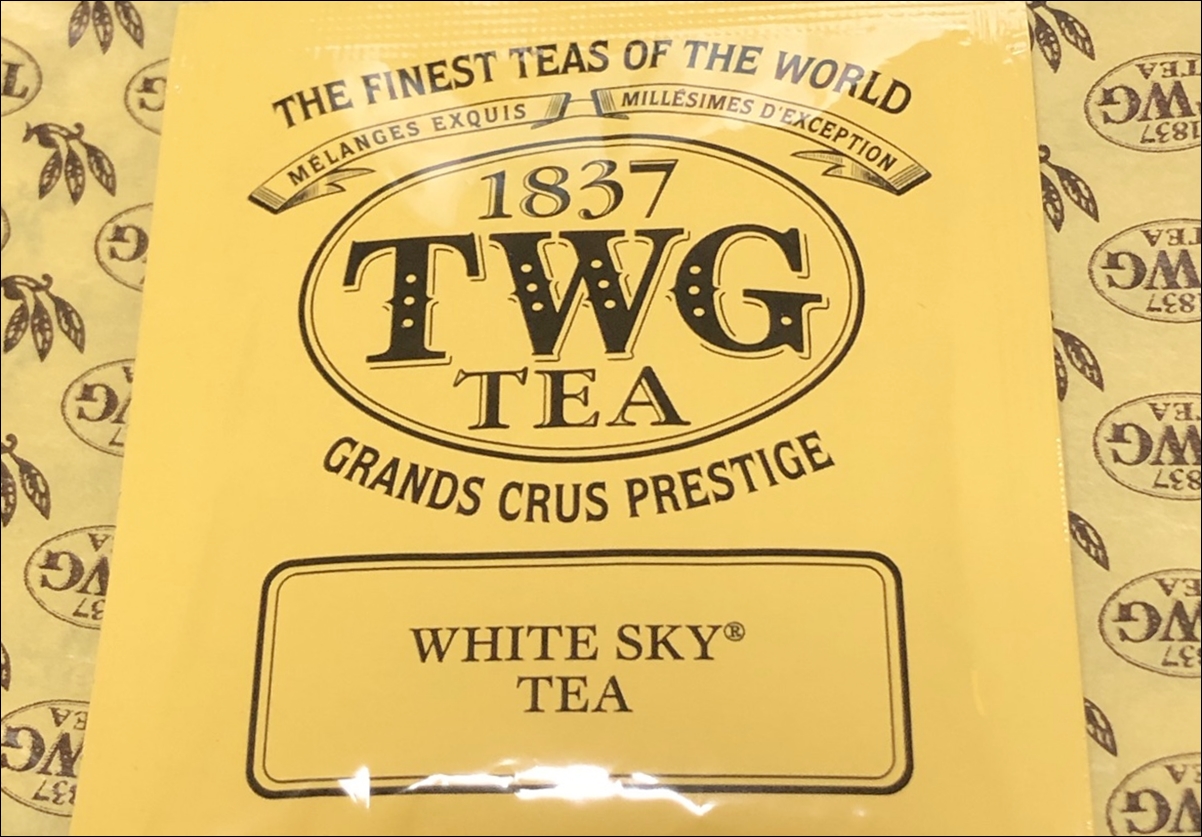 THE FINEST TEAS OF THE WORLD
MÉLANGES EXQUIS MILLÉSIMES D'EXCEPTION
1837
TWG
TEA
GRANDS CRUS PRESTIGE
WHITE SKY®
TEA